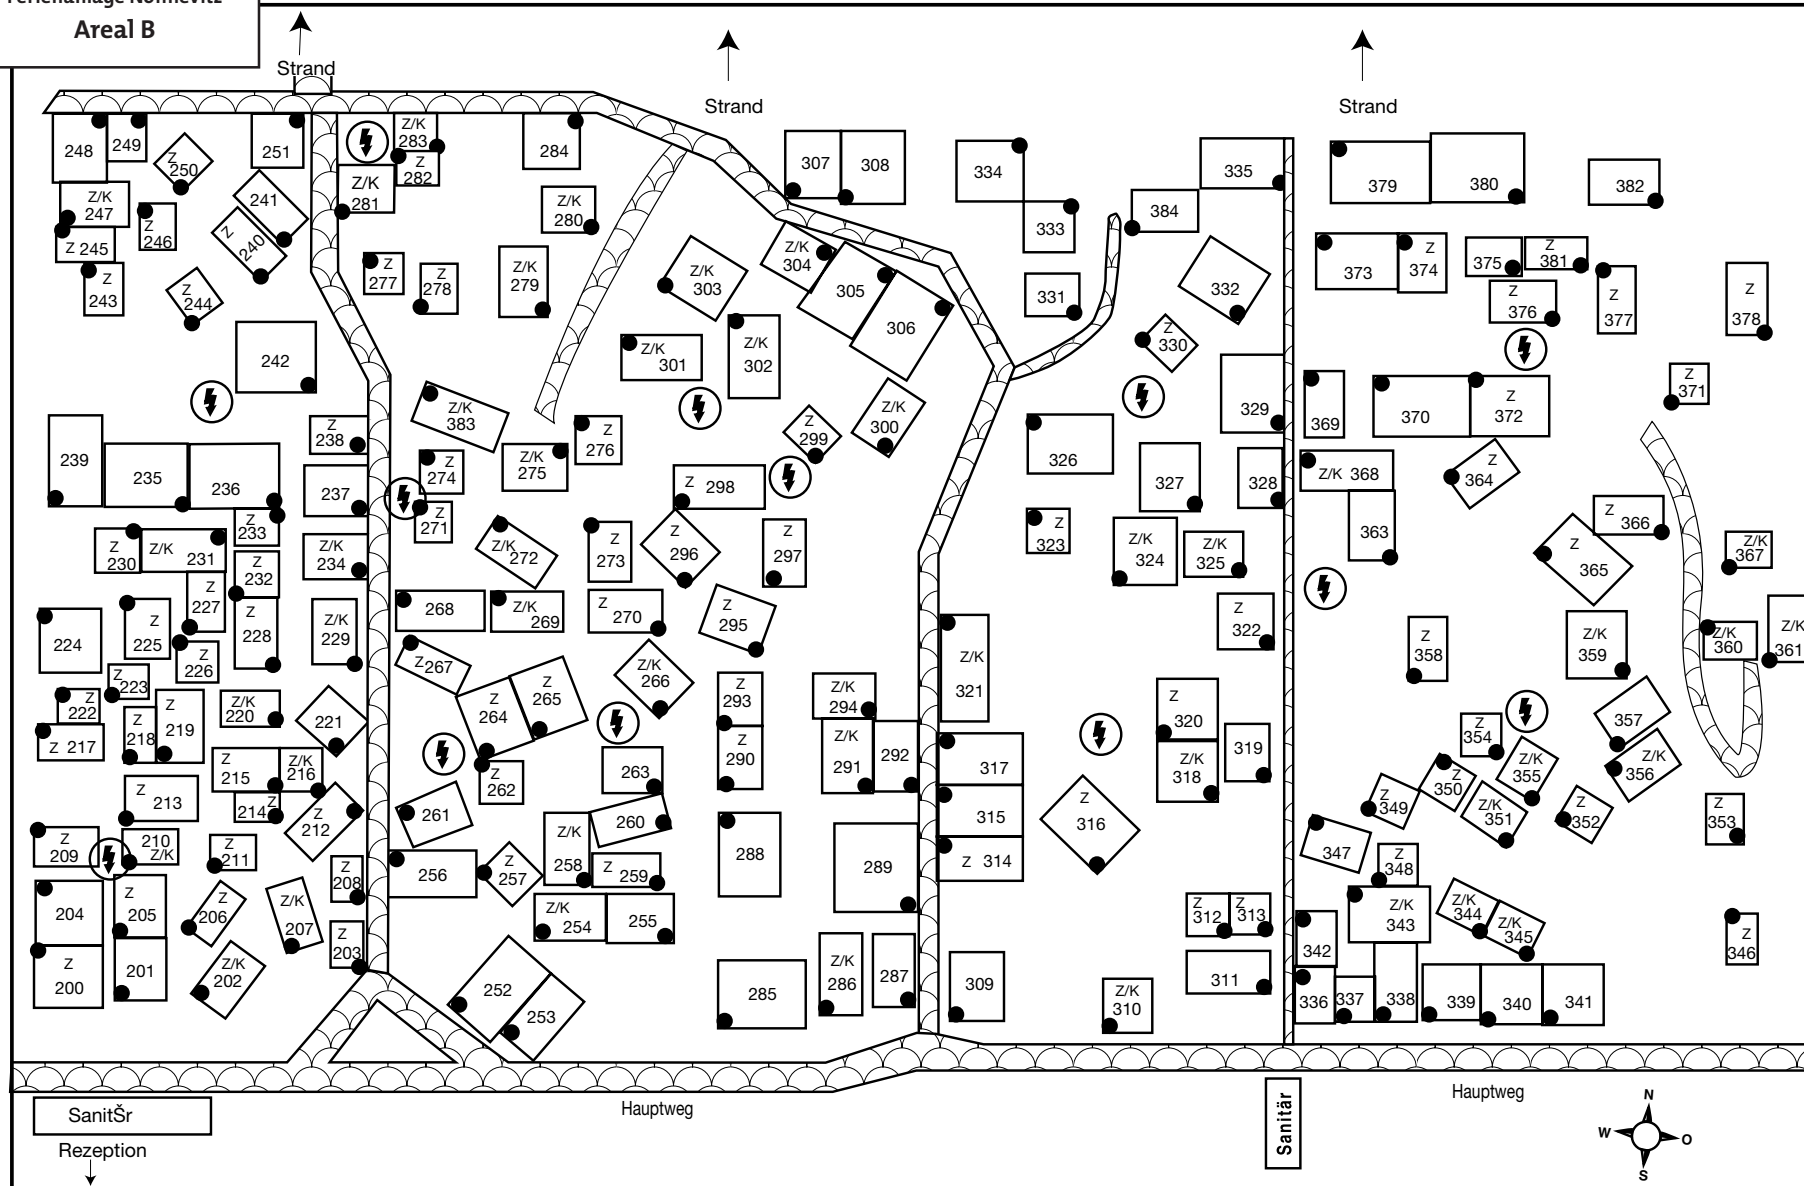 Ferienanlage Nonnevitz
Areal B
Strand
Strand
Strand
248
249
Z
250
251
Z/K
283
Z
282
Z/K
281
284
307
308
334
335
379
380
382
Z/K
247
Z
246
241
Z
240
Z 245
Z/K
280
333
384
Z
243
Z
244
Z
277
Z
278
Z/K
279
Z/K
303
Z/K
304
305
306
331
332
373
Z
374
375
Z
381
Z
376
Z
377
Z
378
242
Z/K
301
Z/K
302
Z
330
329
369
370
Z
372
Z
371
Z/K
383
Z/K
300
Z
299
239
235
236
Z
238
237
Z
274
Z/K
275
Z
276
Z 298
326
327
328
Z/K 368
Z
364
363
Z
366
Z
365
Z/K
367
Z
233
Z
271
Z
230
Z/K
231
Z/K
234
Z/K
272
Z
273
Z
296
Z
297
Z
323
Z/K
324
Z/K
325
Z
232
Z
227
Z
228
224
Z
225
Z
226
Z/K
229
268
Z/K
269
Z
270
Z
295
Z
322
Z
358
Z/K
359
Z/K
360
Z/K
361
Z
223
Z
222
Z 217
Z
218
Z
219
Z/K
220
221
Z
267
Z
264
Z
265
Z/K
266
Z
293
Z
290
Z/K
294
Z/K
291
292
Z/K
321
317
315
Z 314
Z
320
Z/K
318
319
Z
316
357
Z/K
356
Z
354
Z/K
355
Z
350
Z
349
Z/K
351
Z
352
Z
353
Z
215
Z/K
216
Z
213
Z
214
Z
212
Z
262
263
261
260
Z
209
210
Z/K
Z
211
Z
208
256
Z
257
Z/K
258
Z
259
288
289
347
Z
348
204
Z
205
Z
206
Z/K
207
Z
203
Z/K
254
255
Z
312
Z
313
Z/K
343
Z/K
344
Z/K
345
342
Z
346
Z
200
Z
201
Z/K
202
252
253
285
Z/K
286
Z
287
309
Z/K
310
311
336
337
338
339
340
341
Hauptweg
Hauptweg
SanitŠr
Rezeption
Sanitär
N
W
O
S